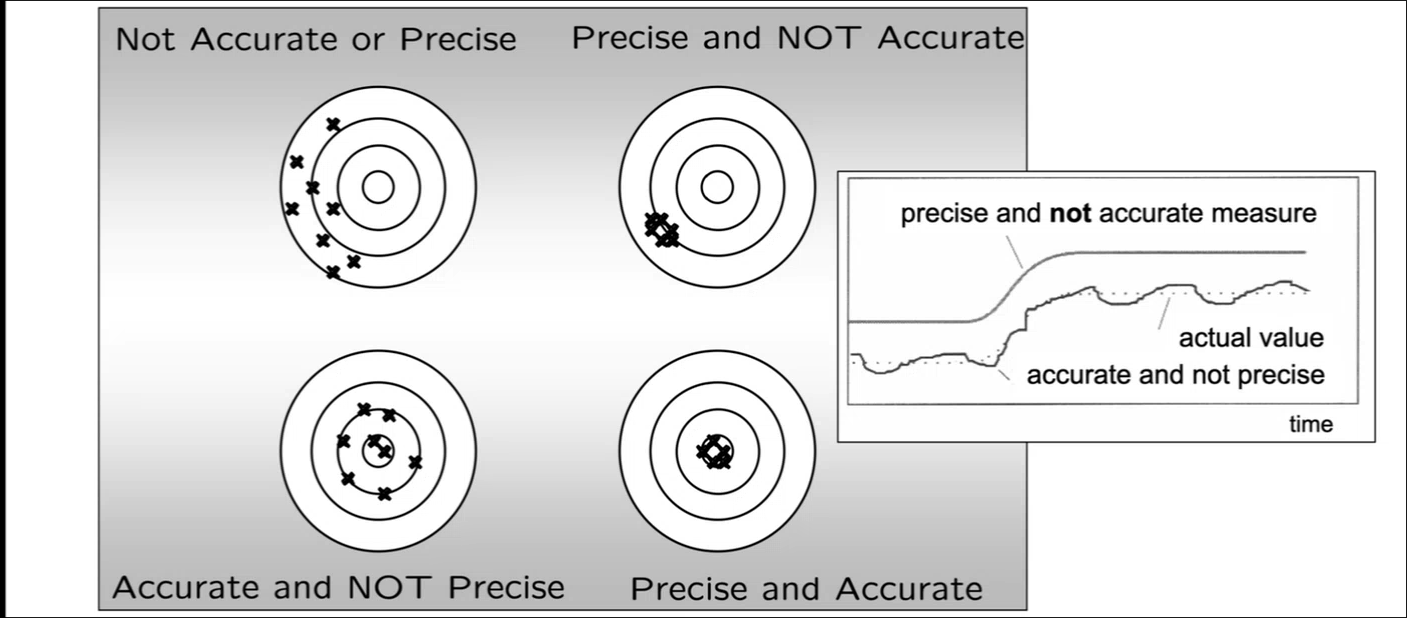 Not Accurate or Precise
Precise and NOT Accurate
precise and not accurate measure
actual value
accurate and not precise
time
Accurate and NOT Precise
Precise and Accurate